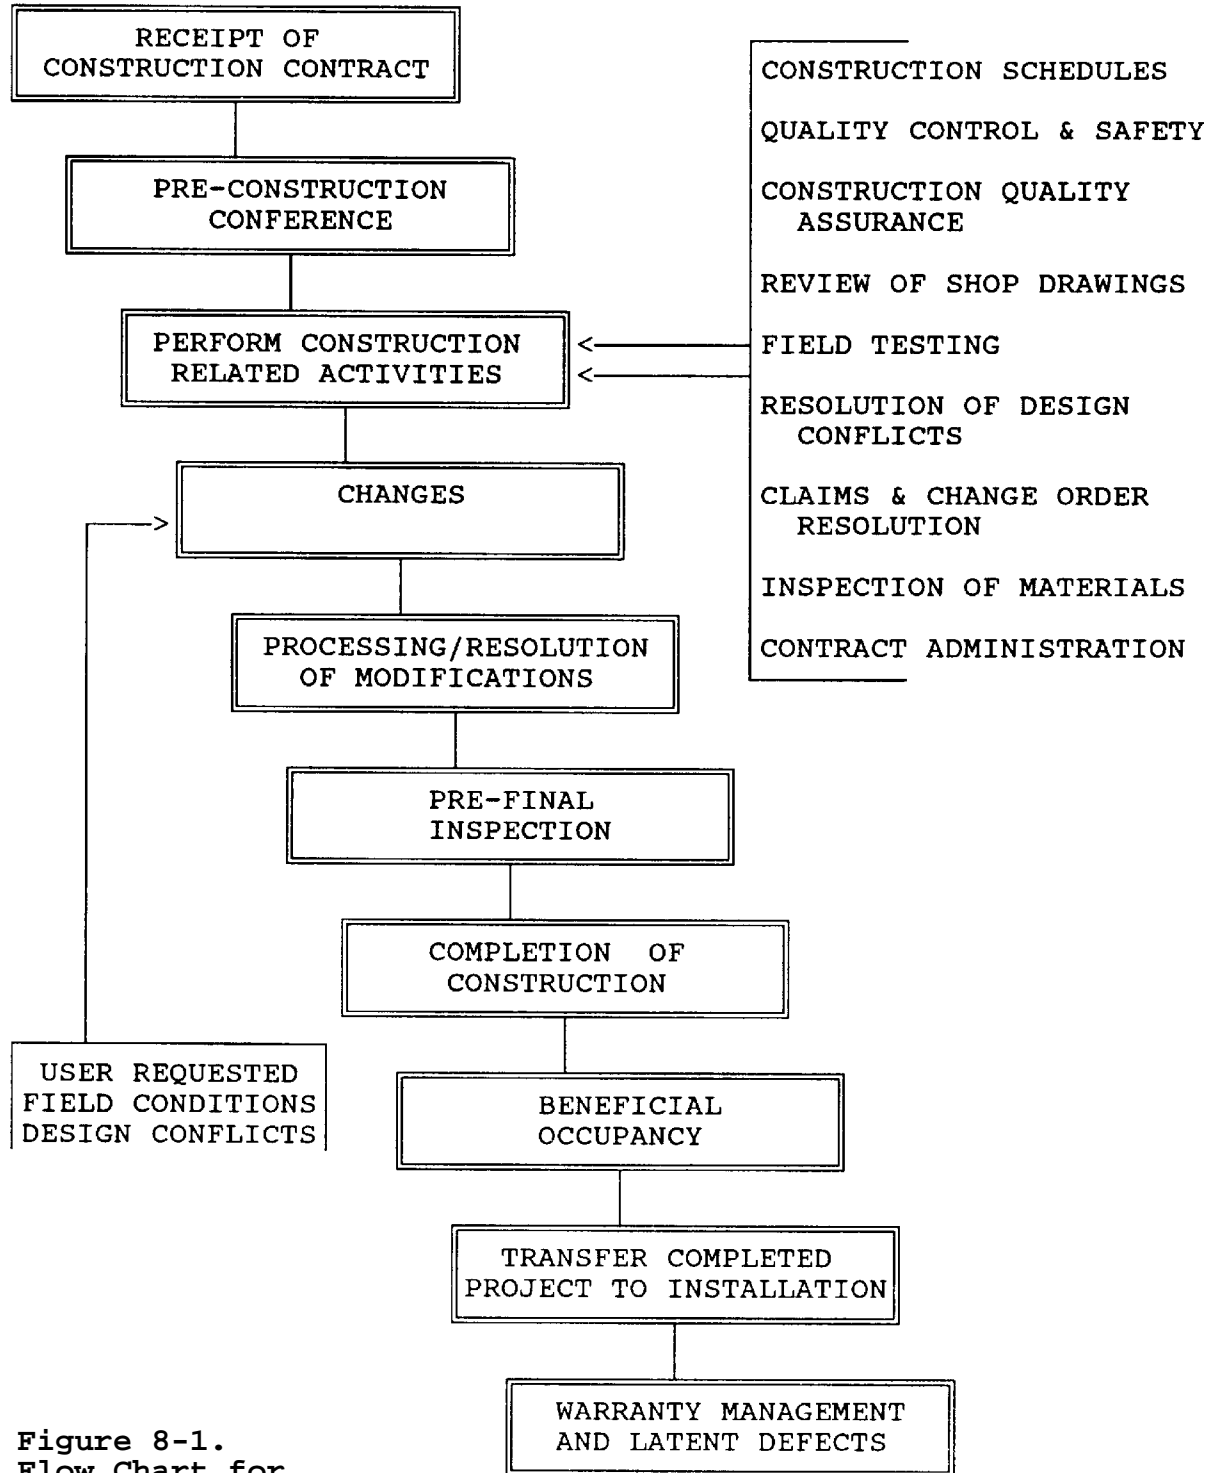 RECEIPT OF
CONSTRUCTION CONTRACT
PRE-CONSTRUCTION
CONFERENCE
PERFORM CONSTRUCTION
RELATED ACTIVITIES
CHANGES
PROCESSING/RESOLUTION
OF MODIFICATIONS
PRE-FINAL
INSPECTION
COMPLETION OF
CONSTRUCTION
BENEFICIAL
OCCUPANCY
TRANSFER COMPLETED
PROJECT TO INSTALLATION
WARRANTY MANAGEMENT
AND LATENT DEFECTS
CONSTRUCTION SCHEDULES
QUALITY CONTROL & SAFETY
CONSTRUCTION QUALITY
ASSURANCE
REVIEW OF SHOP DRAWINGS
FIELD TESTING
RESOLUTION OF DESIGN
CONFLICTS
CLAIMS & CHANGE ORDER
RESOLUTION
INSPECTION OF MATERIALS
CONTRACT ADMINISTRATION
USER REQUESTED
FIELD CONDITIONS
DESIGN CONFLICTS
Figure 8-1.
Flow Chart for